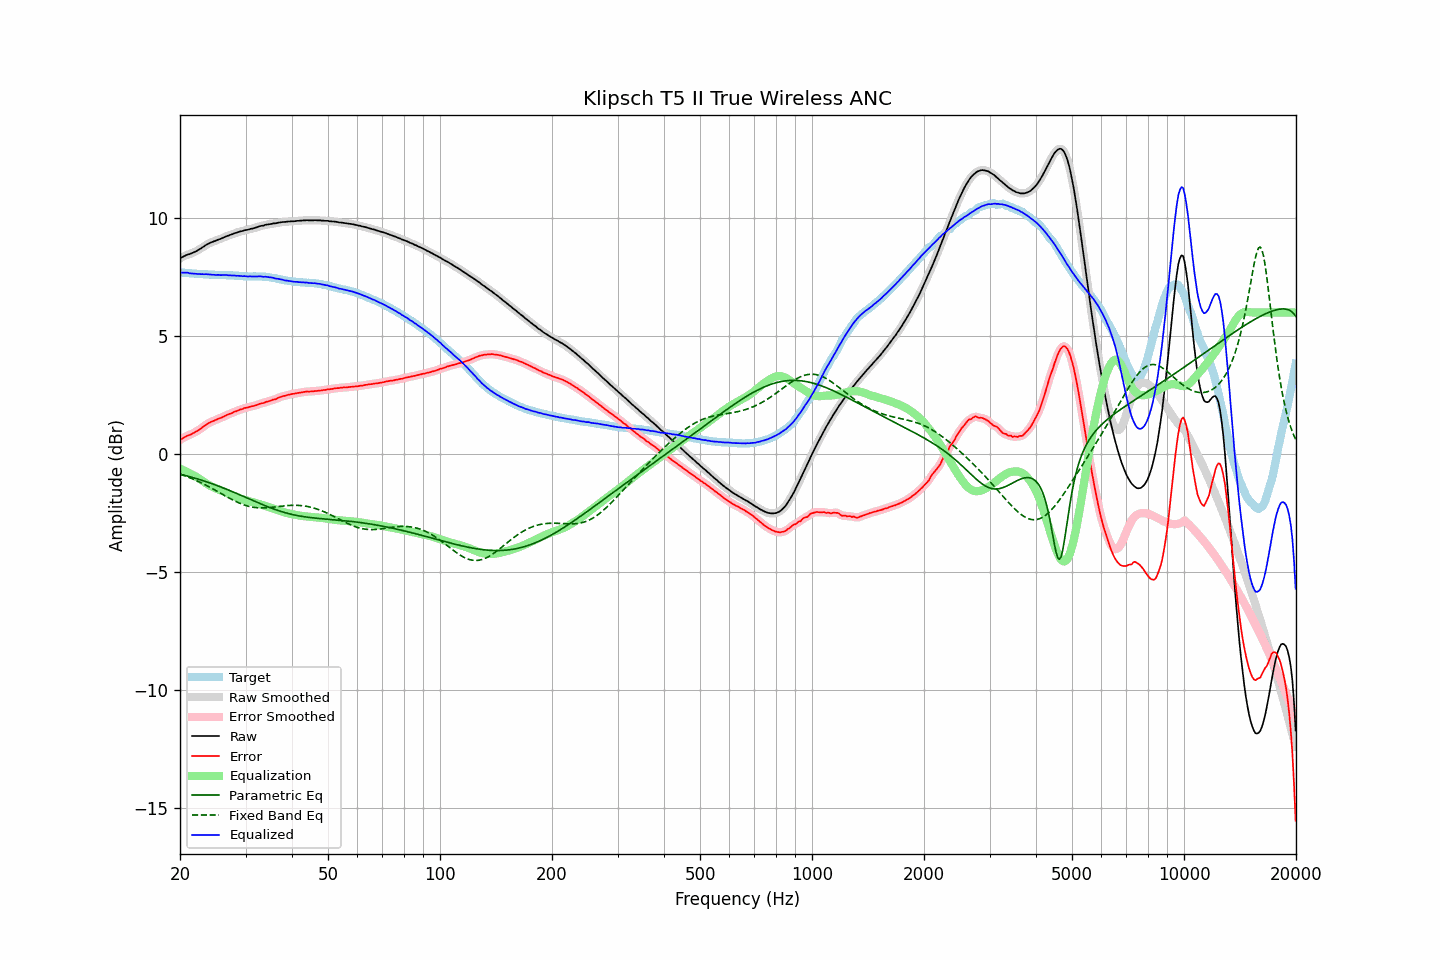 Klipsch T5 II True Wireless ANC
Amplitude (dBr)
10
5
0
−5
−10
−15
Target
Raw Smoothed
Error Smoothed
Raw
Error
Equalization
Parametric Eq
Fixed Band Eq
Equalized
20 50 100 200 500 1000 2000 5000 10000 20000
Frequency (Hz)